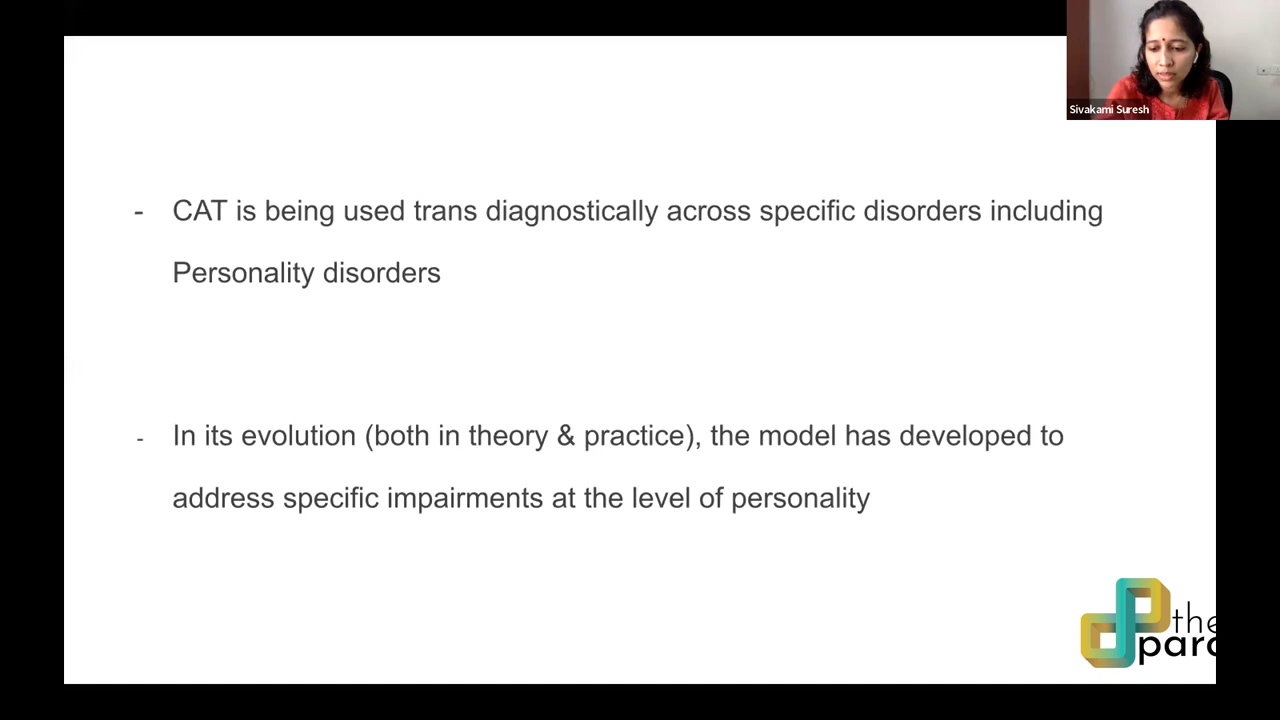 Sivakami Suresh
- CAT is being used trans diagnostically across specific disorders including
Personality disorders
- In its evolution (both in theory & practice), the model has developed to
address specific impairments at the level of personality
the